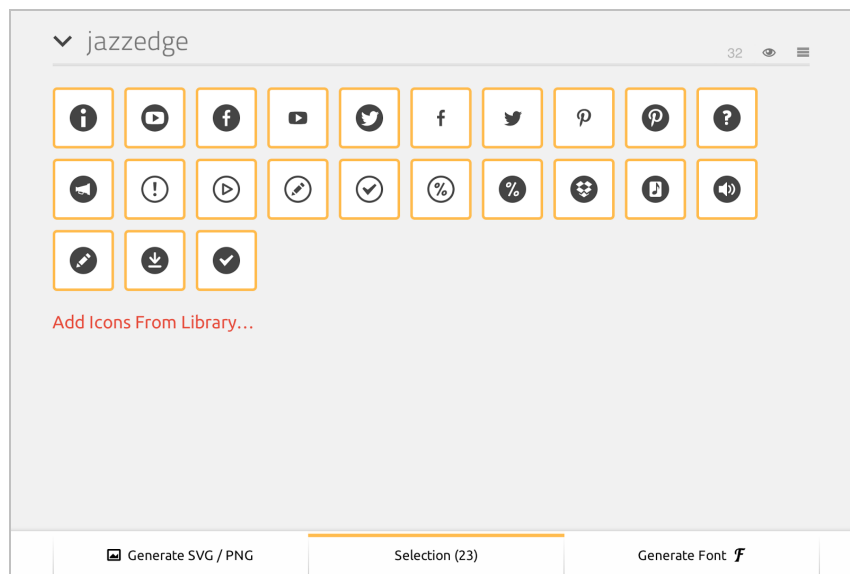 jazzedge
32
Add Icons From Library…
Generate SVG / PNG
Selection (23)
Generate Font